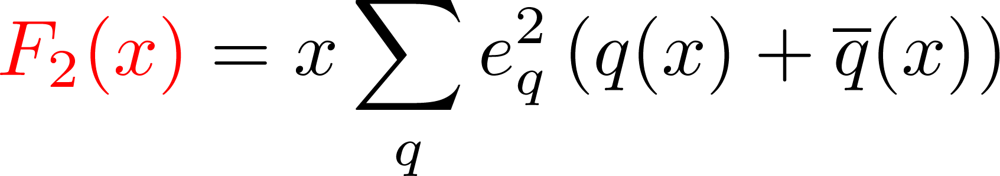 F_2(x) = x \sum_q e_q^2 (q(x) + \overline{q}(x))